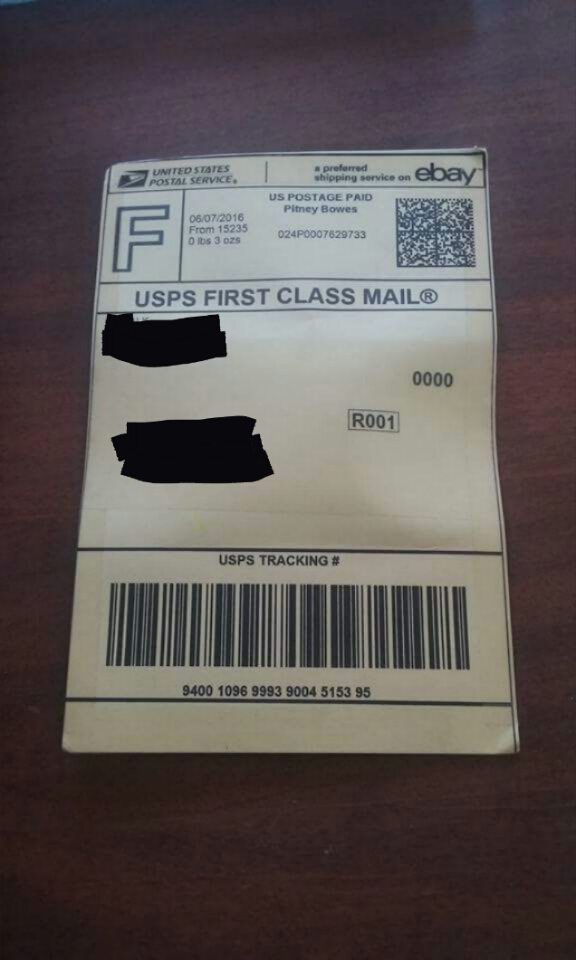 UNITED STATES
POSTAL SERVICE®
a preferred
shipping service on ebay
F
US POSTAGE PAID
Pitney Bowes
06/07/2016
From 15235
0 lbs 3 ozs
024P0007629733
USPS FIRST CLASS MAIL®
0000
R001
USPS TRACKING #
9400 1096 9993 9004 5153 95